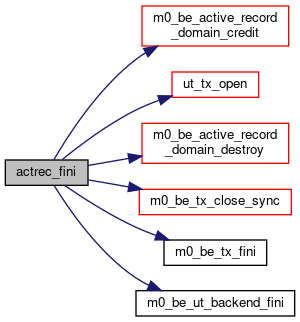 m0_be_active_record
_domain_credit
ut_tx_open
m0_be_active_record
_domain_destroy
actrec_fini
m0_be_tx_close_sync
m0_be_tx_fini
m0_be_ut_backend_fini